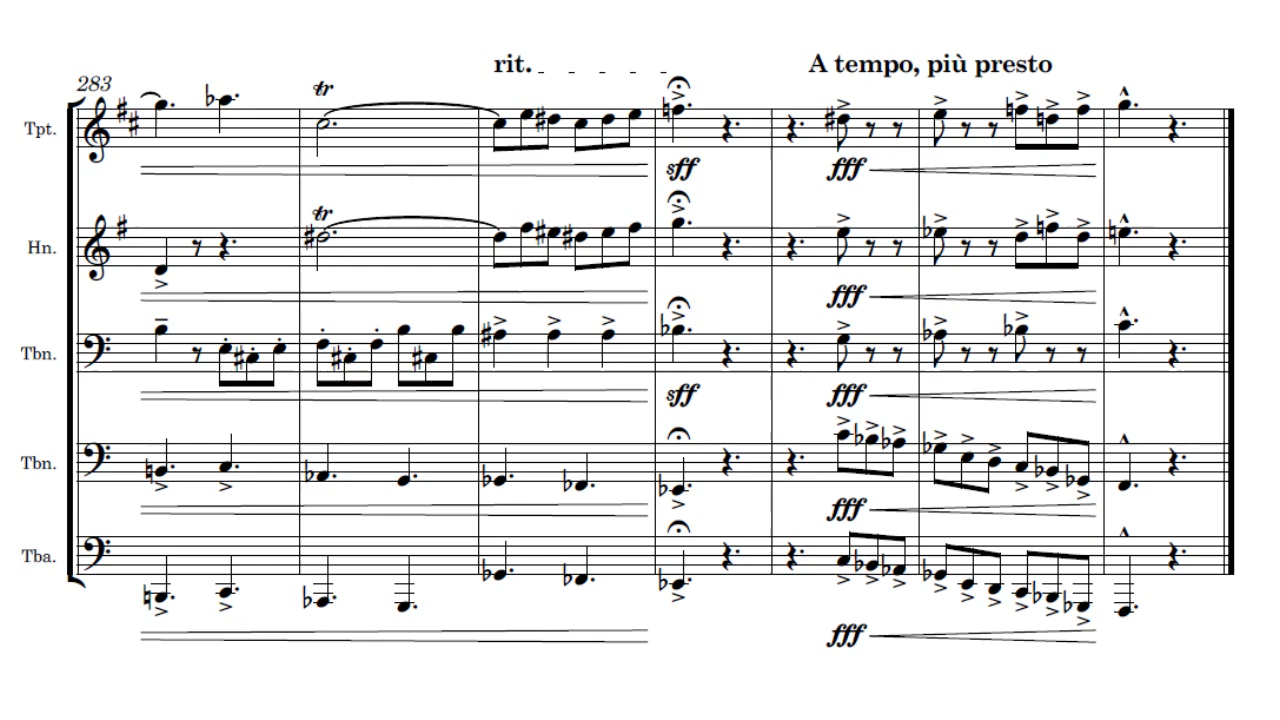 rit. A tempo, più presto
283
tr
Tpt.
sff fff
tr
Hn.
fff
Tbn.
sff fff
Tbn.
fff
Tba.
fff